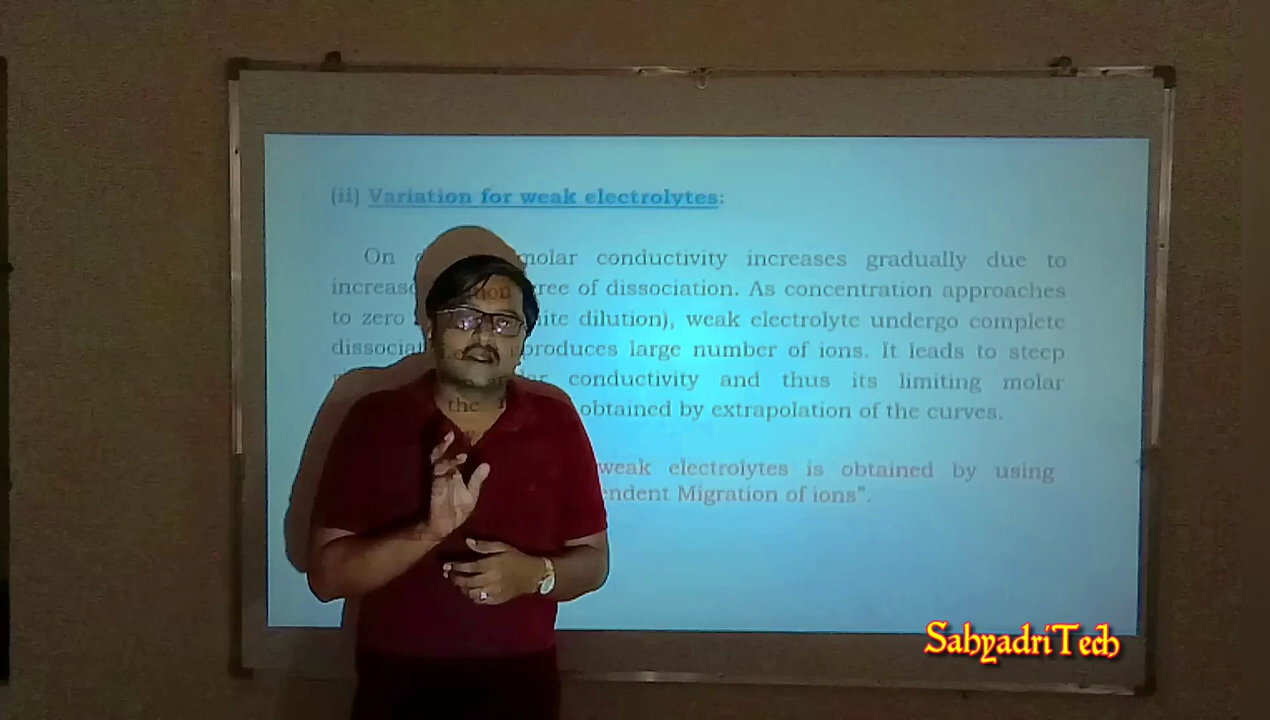 (ii) Variation for weak electrolytes:
On molar conductivity increases gradually due to
increase of dissociation. As concentration approaches
to zero dilution), weak electrolyte undergo complete
produces large number of ions. It leads to steep
conductivity and thus its limiting molar
the obtained by extrapolation of the curves.
weak electrolytes is obtained by using
Migration of ions".
SahyadriTech